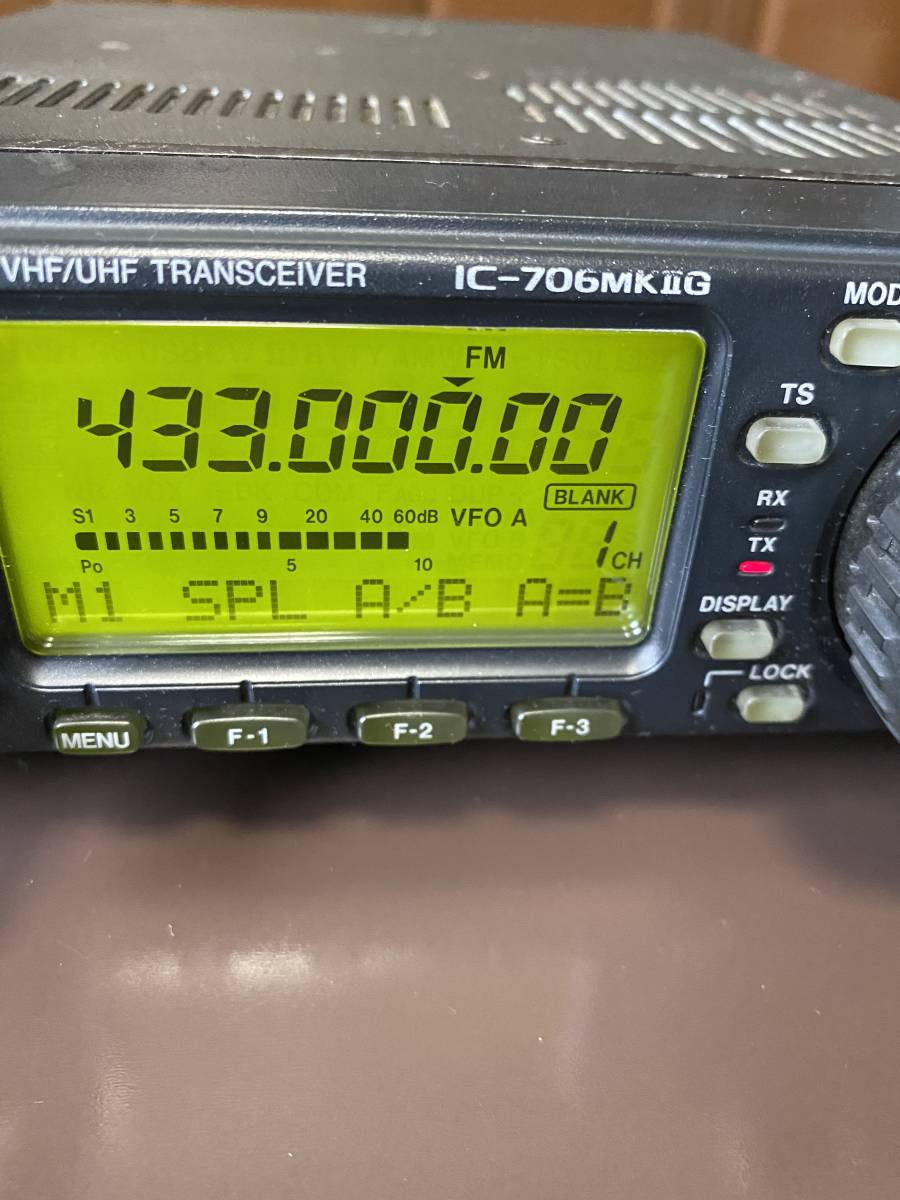 VHF/UHF TRANSCEIVER IC-706MKIIG
MOD
FM
TS
433.000.00
BLANK
RX
S1 3 5 7 9 20 40 60dB VFO A
TX
1 CH
Po 5 10
M1 SPL A/B A=B
DISPLAY
LOCK
MENU F-1 F-2 F-3